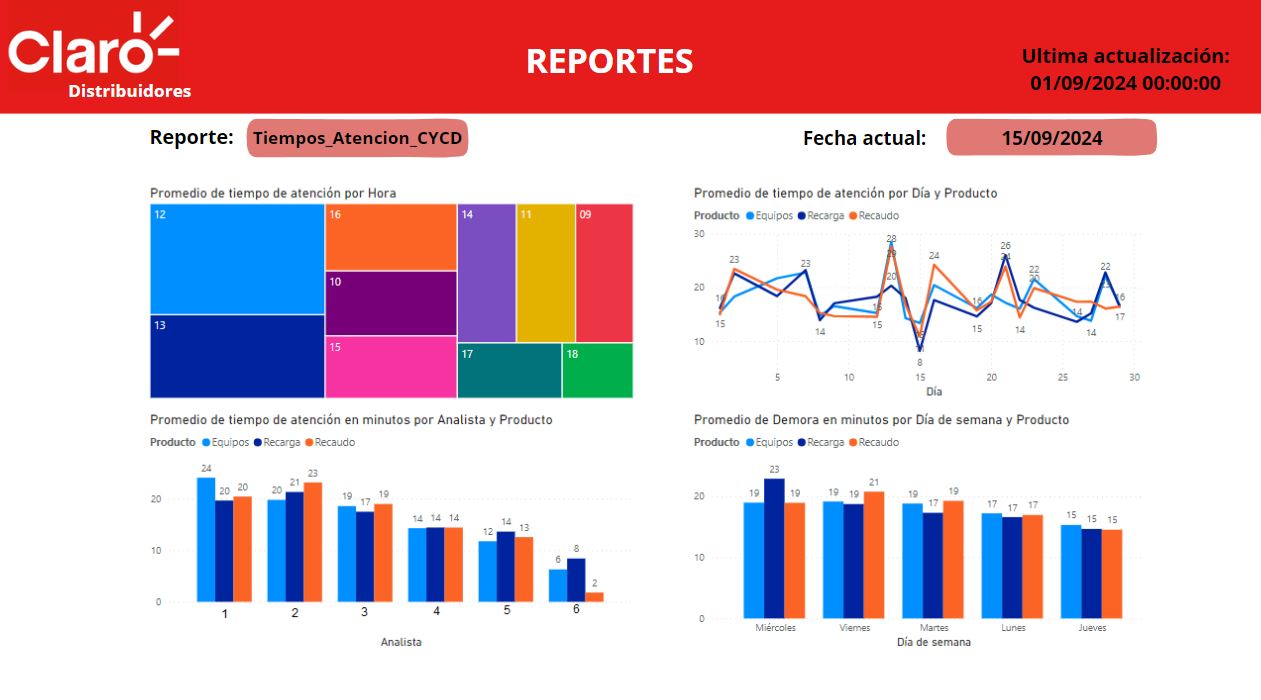 Claro
Distribuidores
REPORTES
Ultima actualización:
01/09/2024 00:00:00
Reporte: Tiempos_Atencion_CYCD
Fecha actual: 15/09/2024
Promedio de tiempo de atención por Hora
12
16
14
11
09
10
13
15
17
18
Promedio de tiempo de atención por Día y Producto
Producto Equipos Recarga Recaudo
30
20
10
23
15
23
14
15
28
20
8
24
16
15
26
14
22
20
14
14
22
17
5 10 15 20 25 30
Día
Promedio de tiempo de atención en minutos por Analista y Producto
Producto Equipos Recarga Recaudo
20
10
0
24 20 20
20 21 23
19 17 19
14 14 14
12 14 13
6 8 2
1 2 3 4 5 6
Analista
Promedio de Demora en minutos por Día de semana y Producto
Producto Equipos Recarga Recaudo
20
10
0
19 23 19
19 19 21
19 17 19
17 17 17
15 15 15
Miércoles Viernes Martes Lunes Jueves
Día de semana